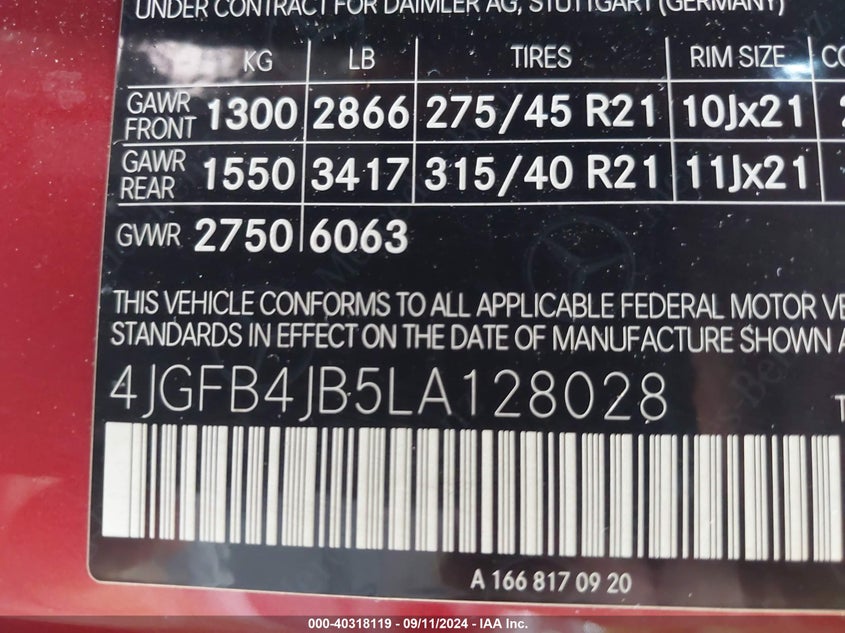 UNDER CONTRACT FOR DAIMLER AG, STUTTGART (GERMANY)
KG LB TIRES RIM SIZE
GAWR FRONT 1300 2866 275/45 R21 10Jx21
GAWR REAR 1550 3417 315/40 R21 11Jx21
GVWR 2750 6063
THIS VEHICLE CONFORMS TO ALL APPLICABLE FEDERAL MOTOR VE
STANDARDS IN EFFECT ON THE DATE OF MANUFACTURE SHOWN A
4JGFB4JB5LA128028
A 166 817 09 20
000-40318119 - 09/11/2024 - IAA Inc.